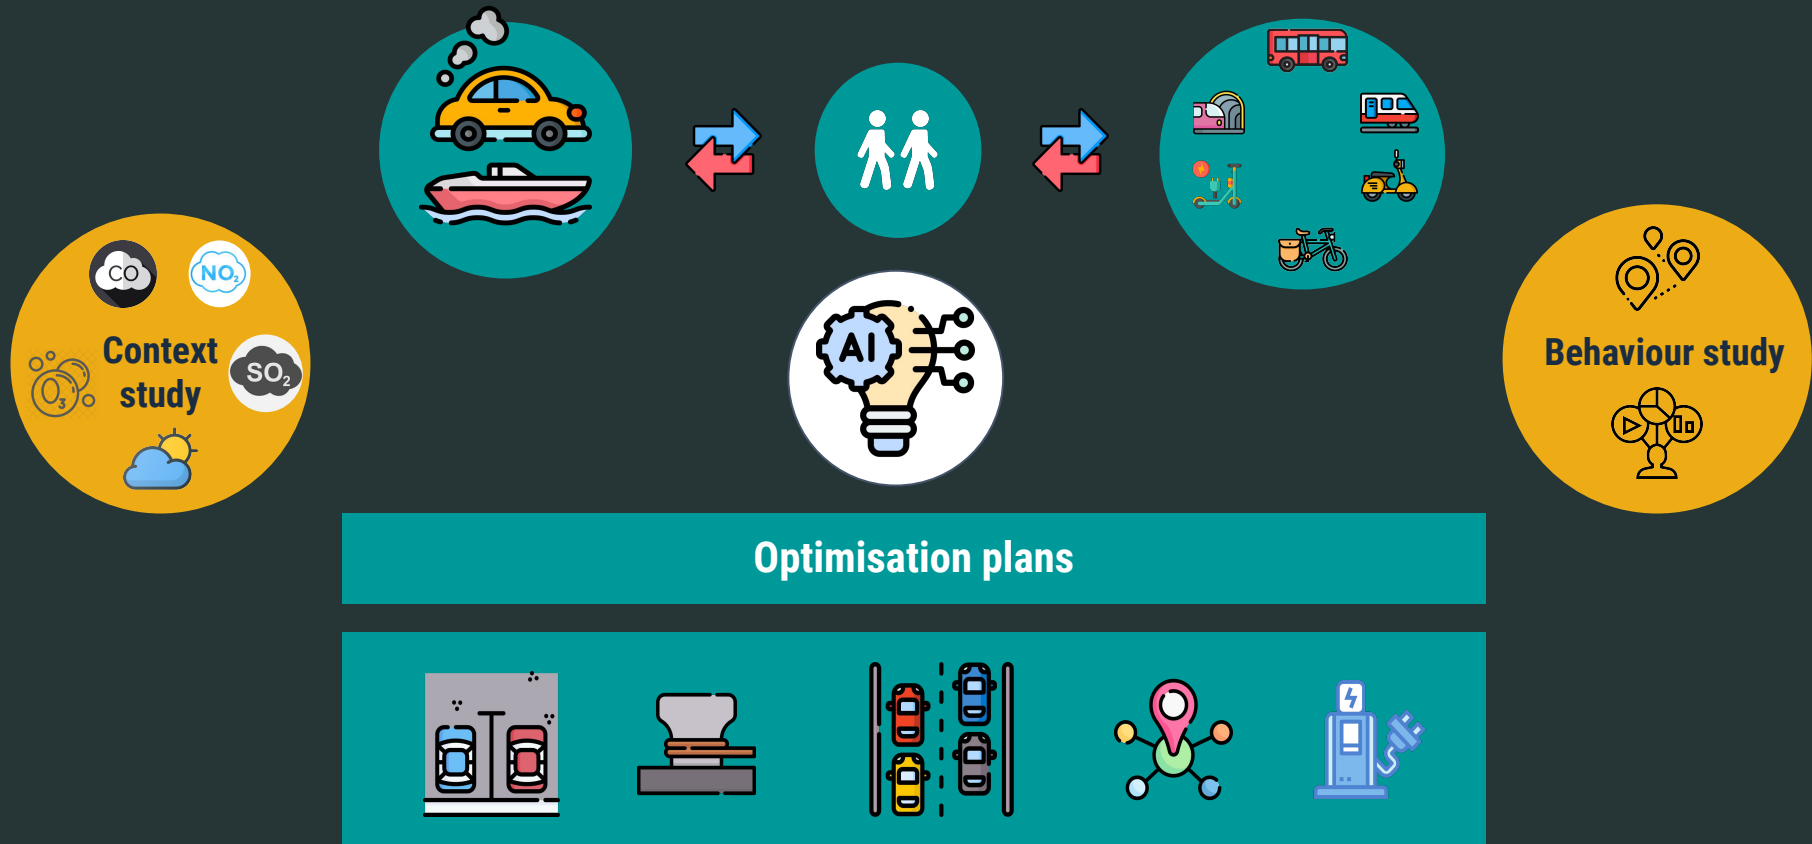 CO
NO₂
Context
study
O₃
SO₂
AI
Behaviour study
Optimisation plans